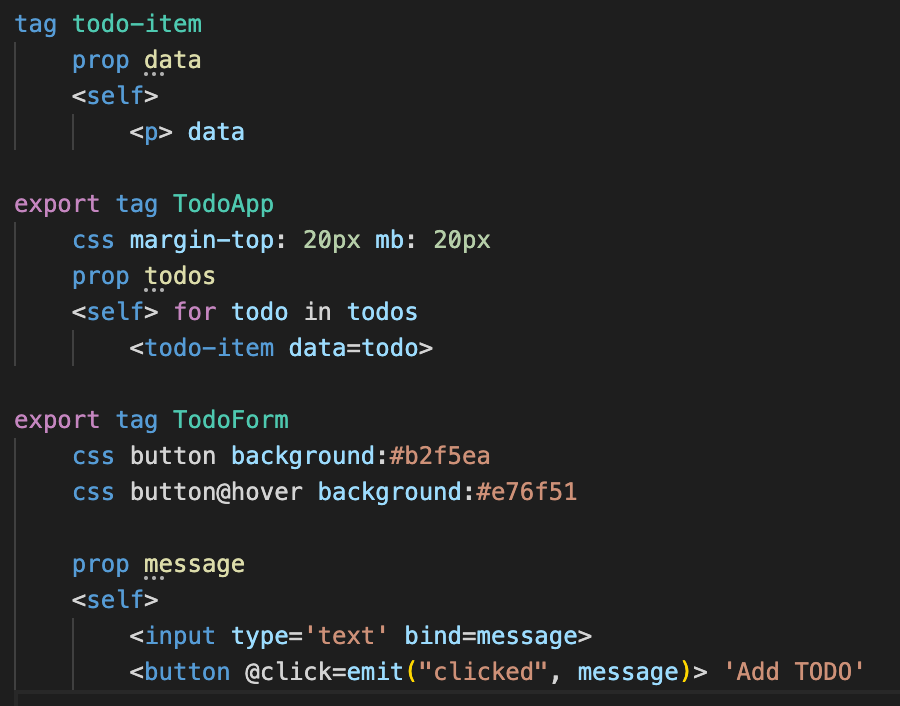 tag todo-item
    prop data
    <self>
        <p> data

export tag TodoApp
    css margin-top: 20px mb: 20px
    prop todos
    <self> for todo in todos
        <todo-item data=todo>

export tag TodoForm
    css button background:#b2f5ea
    css button@hover background:#e76f51

    prop message
    <self>
        <input type='text' bind=message>
        <button @click=emit("clicked", message)> 'Add TODO'